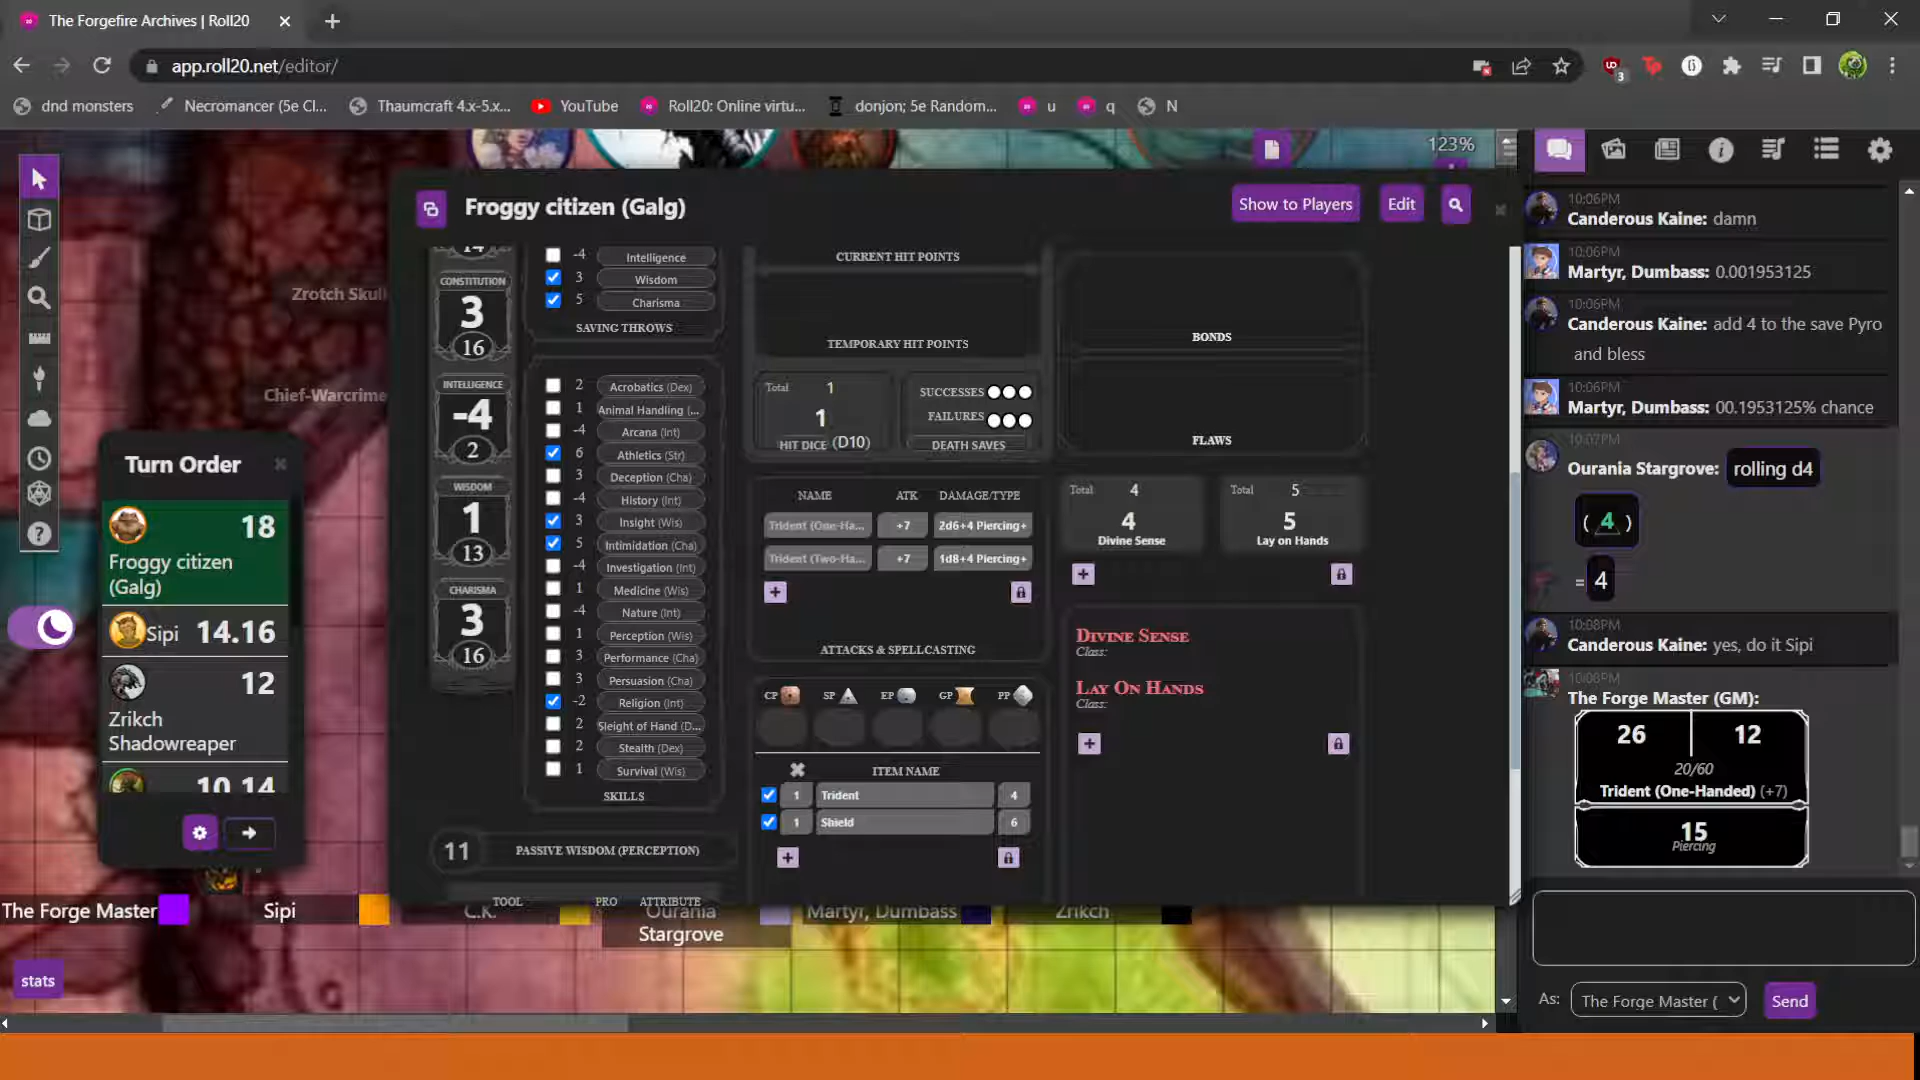 The Forgefire Archives | Roll20
app.roll20.net/editor/
3
dnd monsters
Necromancer (5e Cl...
Thaumcraft 4.x-5.x...
YouTube
Roll20: Online virtu...
donjon; 5e Random...
u
q
N
123%
Zrotch Skull
Chief-Warcrime
Turn Order
Froggy citizen
(Galg)
18
Sipi 14.16
Zrikch
Shadowreaper
12
10.14
Froggy citizen (Galg)
Show to Players
Edit
14
CONSTITUTION
3
16
INTELLIGENCE
-4
2
WISDOM
1
13
CHARISMA
3
16
-4 Intelligence
3 Wisdom
5 Charisma
SAVING THROWS
2 Acrobatics (Dex)
1 Animal Handling (...
-4 Arcana (Int)
6 Athletics (Str)
3 Deception (Cha)
-4 History (Int)
3 Insight (Wis)
5 Intimidation (Cha)
-4 Investigation (Int)
1 Medicine (Wis)
-4 Nature (Int)
1 Perception (Wis)
3 Performance (Cha)
3 Persuasion (Cha)
-2 Religion (Int)
2 Sleight of Hand (D...
2 Stealth (Dex)
1 Survival (Wis)
SKILLS
11 PASSIVE WISDOM (PERCEPTION)
TOOL PRO ATTRIBUTE
CURRENT HIT POINTS
TEMPORARY HIT POINTS
Total 1
1
HIT DICE (D10)
SUCCESSES
FAILURES
DEATH SAVES
NAME ATK DAMAGE/TYPE
Trident (One-Ha... +7 2d6+4 Piercing+
Trident (Two-Ha... +7 1d8+4 Piercing+
+
ATTACKS & SPELLCASTING
CP SP EP GP PP
ITEM NAME
1 Trident 4
1 Shield 6
+
BONDS
FLAWS
Total 4
4
Divine Sense
Total 5
5
Lay on Hands
+
DIVINE SENSE
Class:
LAY ON HANDS
Class:
+
The Forge Master
Sipi
C.K.
Ourania
Stargrove
Martyr, Dumbass
Zrikch
stats
10:06PM
Canderous Kaine: damn
10:06PM
Martyr, Dumbass: 0.001953125
10:06PM
Canderous Kaine: add 4 to the save Pyro
and bless
10:06PM
Martyr, Dumbass: 00.1953125% chance
10:07PM
Ourania Stargrove: rolling d4
( 4 )
= 4
10:08PM
Canderous Kaine: yes, do it Sipi
10:08PM
The Forge Master (GM):
26 12
20/60
Trident (One-Handed) (+7)
15
Piercing
As: The Forge Master (
Send